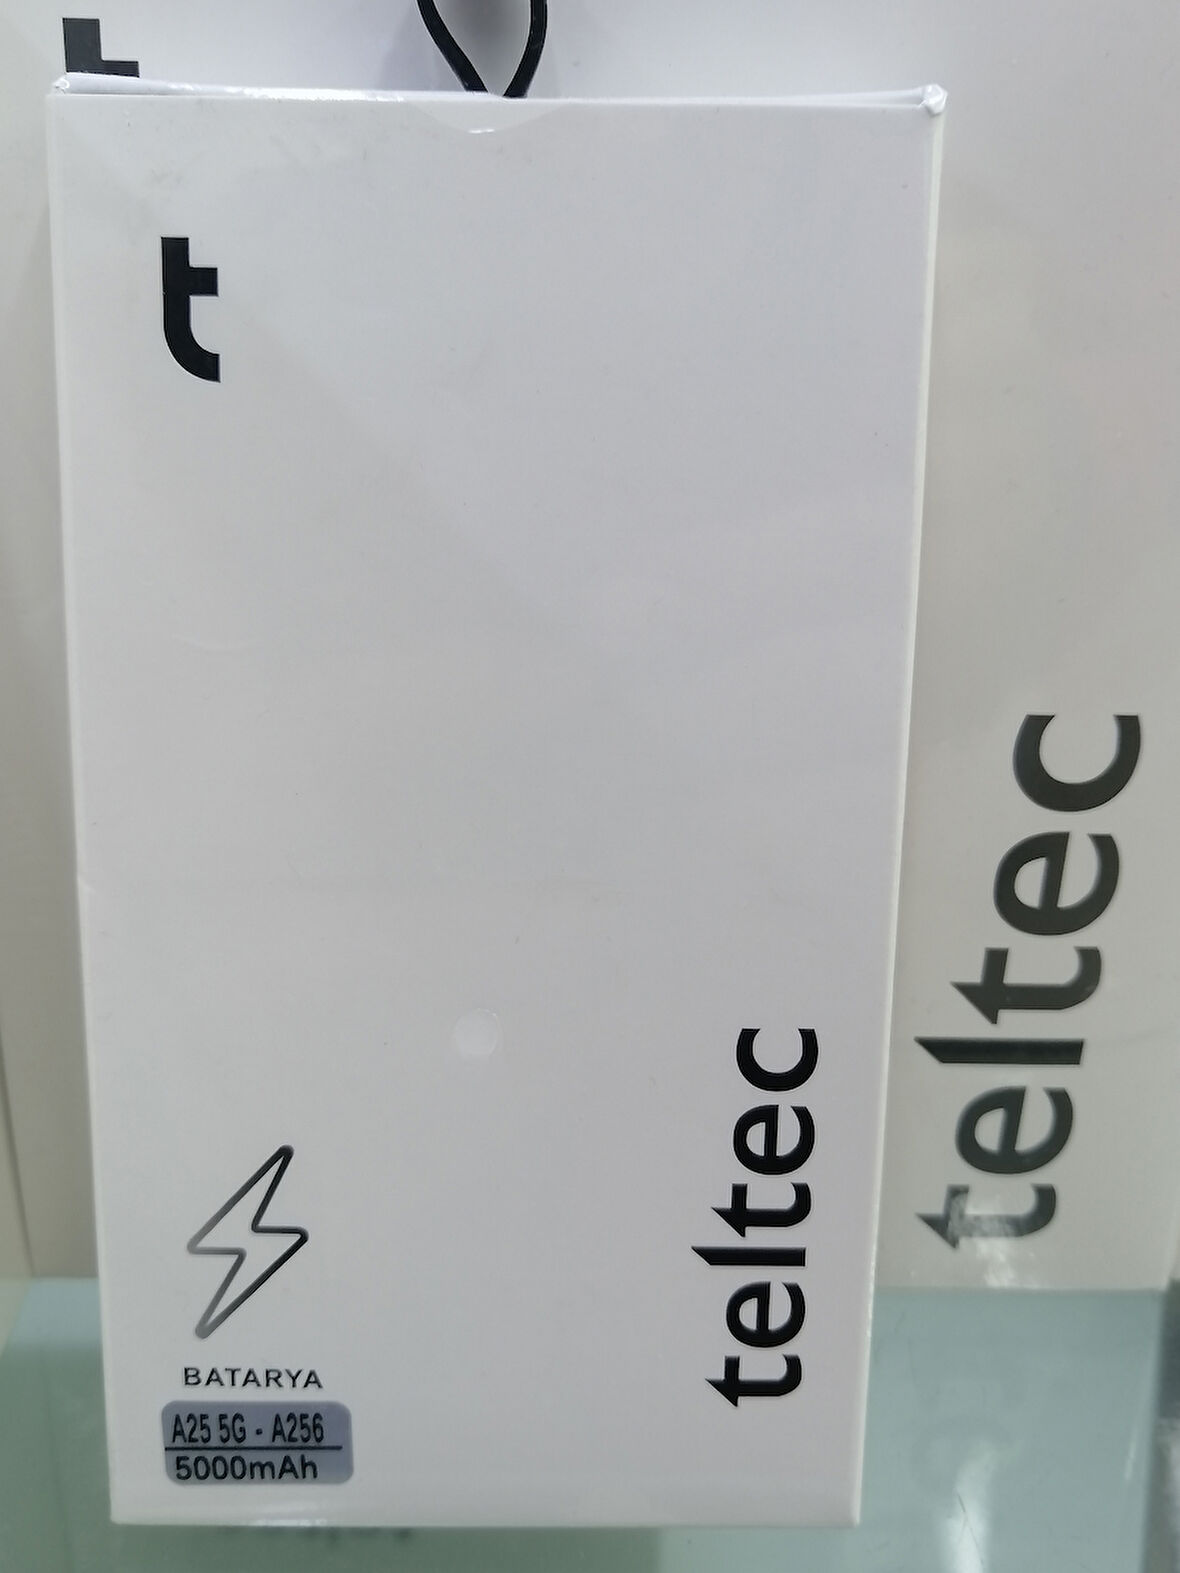 t
t
teltec
teltec
BATARYA
A25 5G - A256
5000mAh